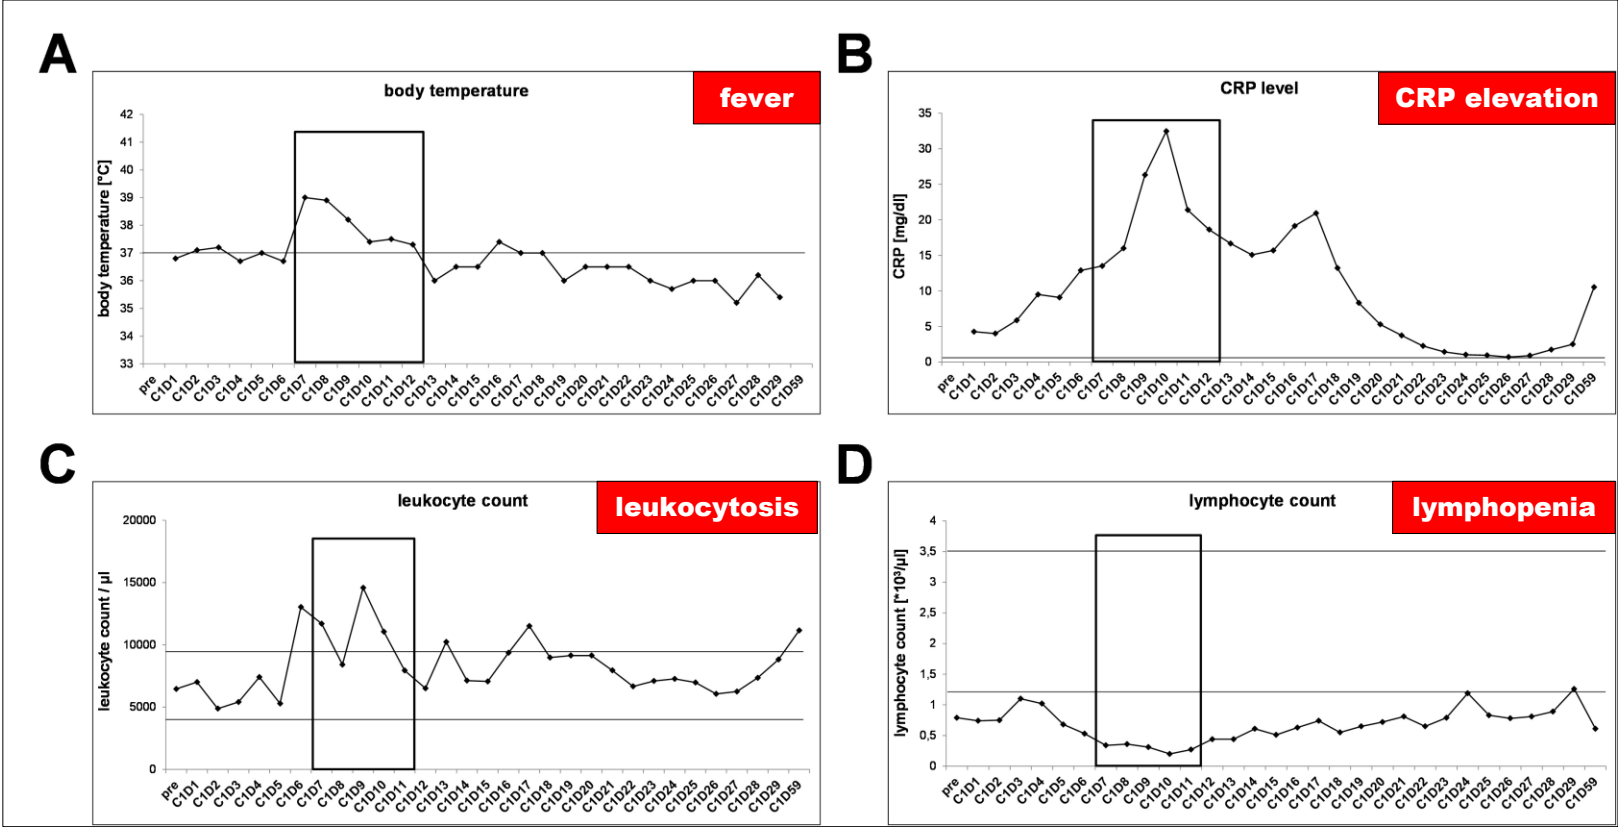 A
body temperature
fever
body temperature [°C]
42
41
40
39
38
37
36
35
34
33
pre
C1D1
C1D2
C1D3
C1D4
C1D5
C1D6
C1D7
C1D8
C1D9
C1D10
C1D11
C1D12
C1D13
C1D14
C1D15
C1D16
C1D17
C1D18
C1D19
C1D20
C1D21
C1D22
C1D23
C1D24
C1D25
C1D26
C1D27
C1D28
C1D29
C1D59
B
CRP level
CRP elevation
CRP [mg/dl]
35
30
25
20
15
10
5
0
pre
C1D1
C1D2
C1D3
C1D4
C1D5
C1D6
C1D7
C1D8
C1D9
C1D10
C1D11
C1D12
C1D13
C1D14
C1D15
C1D16
C1D17
C1D18
C1D19
C1D20
C1D21
C1D22
C1D23
C1D24
C1D25
C1D26
C1D27
C1D28
C1D29
C1D59
C
leukocyte count
leukocytosis
leukocyte count / µl
20000
15000
10000
5000
0
pre
C1D1
C1D2
C1D3
C1D4
C1D5
C1D6
C1D7
C1D8
C1D9
C1D10
C1D11
C1D12
C1D13
C1D14
C1D15
C1D16
C1D17
C1D18
C1D19
C1D20
C1D21
C1D22
C1D23
C1D24
C1D25
C1D26
C1D27
C1D28
C1D29
C1D59
D
lymphocyte count
lymphopenia
lymphocyte count [*10³/µl]
4
3,5
3
2,5
2
1,5
1
0,5
0
pre
C1D1
C1D2
C1D3
C1D4
C1D5
C1D6
C1D7
C1D8
C1D9
C1D10
C1D11
C1D12
C1D13
C1D14
C1D15
C1D16
C1D17
C1D18
C1D19
C1D20
C1D21
C1D22
C1D23
C1D24
C1D25
C1D26
C1D27
C1D28
C1D29
C1D59